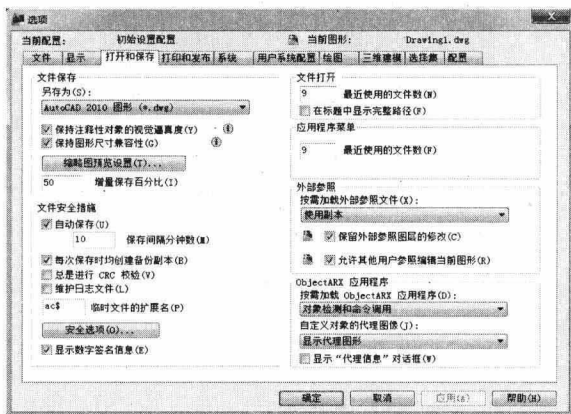 选项
当前配置: 初始设置配置 当前图形: Drawing1.dwg
文件 显示 打开和保存 打印和发布 系统 用户系统配置 绘图 三维建模 选择集 配置
文件保存
另存为(S):
AutoCAD 2010 图形 (*.dwg)
保持注释性对象的视觉逼真度(Y)
保持图形尺寸兼容性(G)
缩略图预览设置(T)...
50 增量保存百分比(I)
文件安全措施
自动保存(U)
10 保存间隔分钟数(M)
每次保存时均创建备份副本(B)
总是进行 CRC 校验(V)
维护日志文件(L)
ac$ 临时文件的扩展名(P)
安全选项(O)...
显示数字签名信息(E)
文件打开
9 最近使用的文件数(N)
在标题中显示完整路径(F)
应用程序菜单
9 最近使用的文件数(F)
外部参照
按需加载外部参照文件(X):
使用副本
保留外部参照图层的修改(C)
允许其他用户参照编辑当前图形(R)
ObjectARX 应用程序
按需加载 ObjectARX 应用程序(D):
对象检测和命令调用
自定义对象的代理图像(J):
显示代理图形
显示“代理信息”对话框(W)
确定 取消 应用(A) 帮助(H)